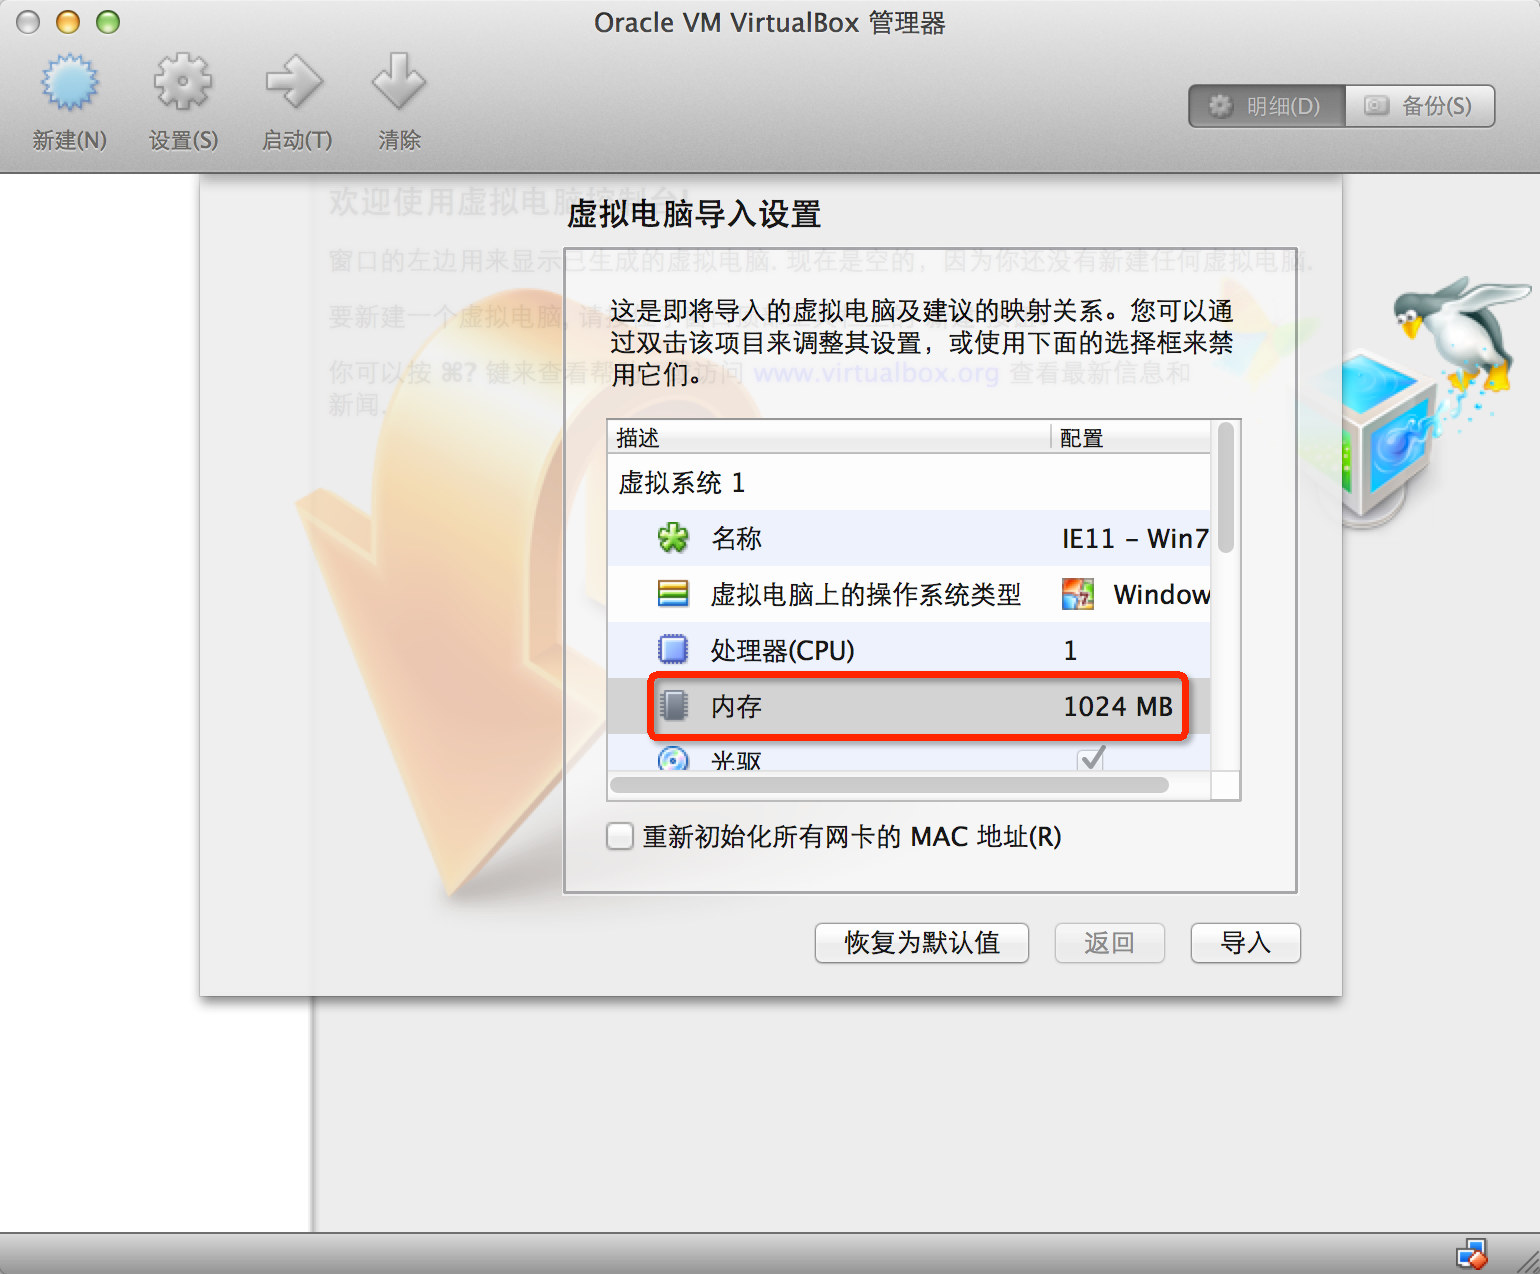 Oracle VM VirtualBox 管理器
新建(N)
设置(S)
启动(T)
清除
明细(D)
备份(S)
欢迎使用虚拟电脑控制台!
虚拟电脑导入设置
窗口的左边用来显示已生成的虚拟电脑. 现在是空的, 因为你还没有新建任何虚拟电脑.
这是即将导入的虚拟电脑及建议的映射关系。您可以通
过双击该项目来调整其设置，或使用下面的选择框来禁
用它们。
要新建一个虚拟电脑, 请按
你可以按 ⌘? 键来查看帮 访问 www.virtualbox.org 查看最新信息和
新闻.
描述 配置
虚拟系统 1
名称 IE11 - Win7
虚拟电脑上的操作系统类型 Window
处理器(CPU) 1
内存 1024 MB
光驱
重新初始化所有网卡的 MAC 地址(R)
恢复为默认值
返回
导入